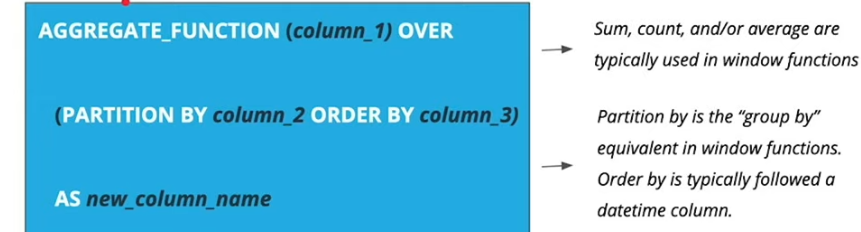 AGGREGATE_FUNCTION (column_1) OVER
(PARTITION BY column_2 ORDER BY column_3)
AS new_column_name
Sum, count, and/or average are
typically used in window functions
Partition by is the “group by”
equivalent in window functions.
Order by is typically followed a
datetime column.